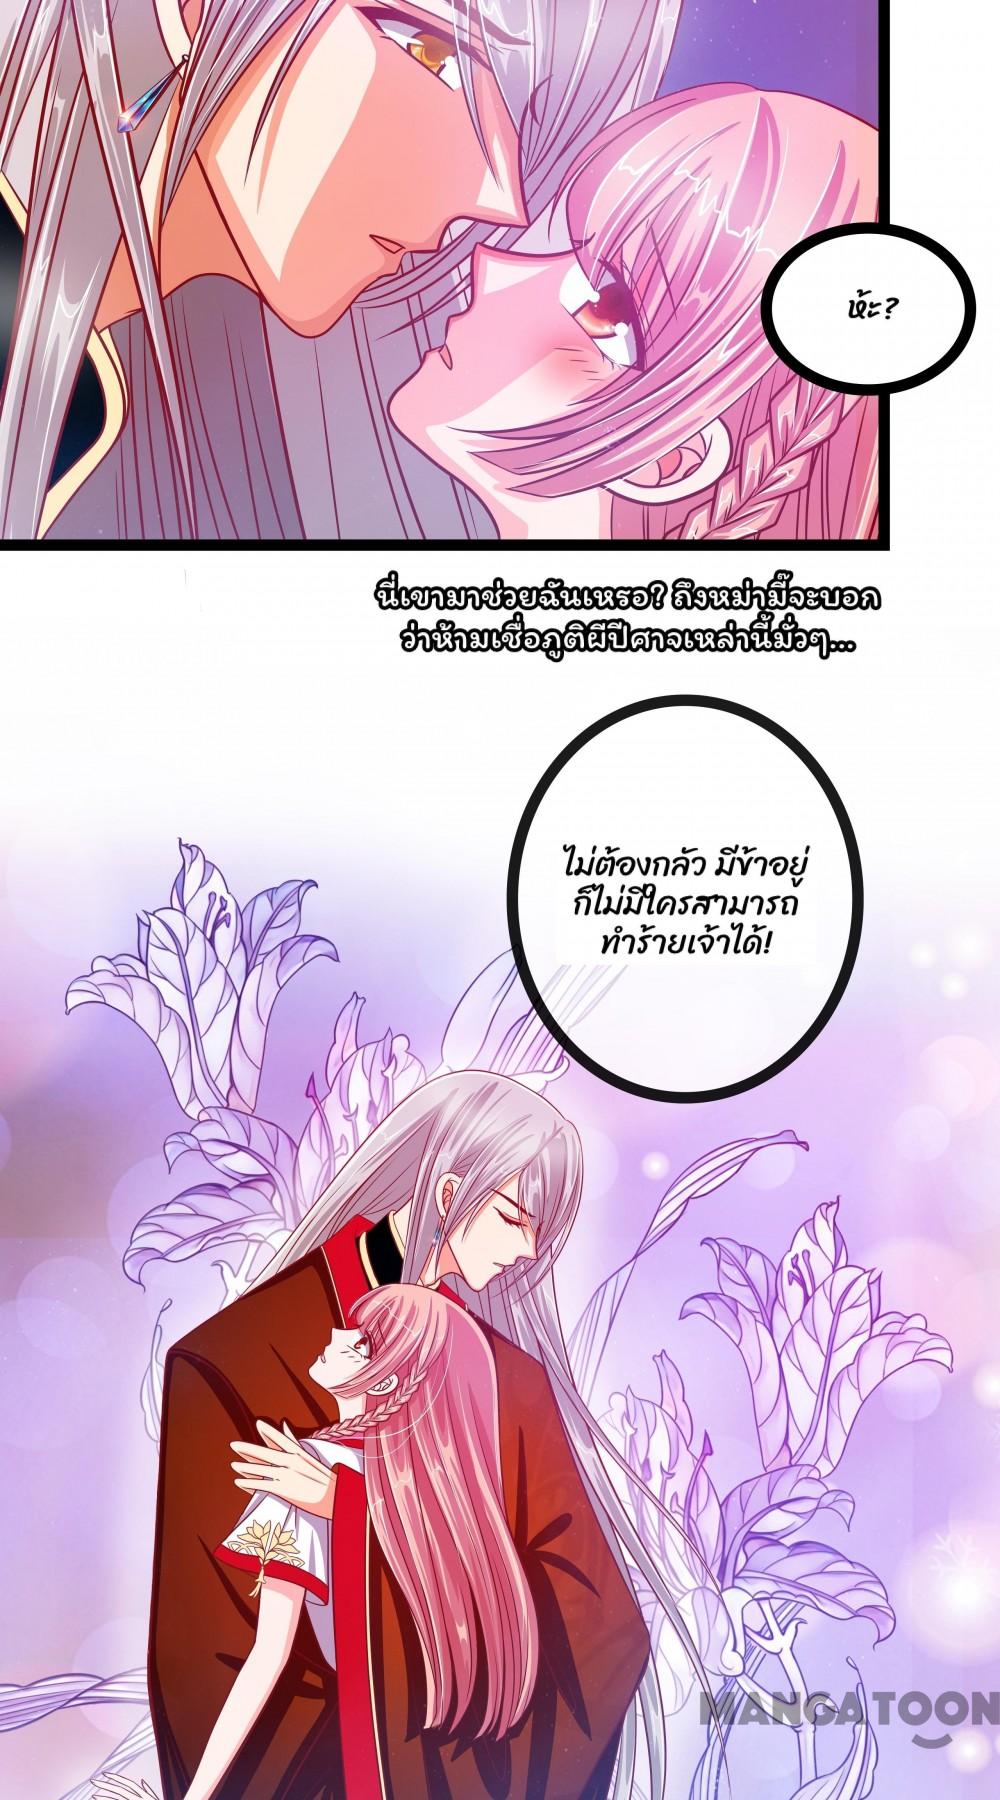 ห๊ะ?
นี่เขามาช่วยฉันเหรอ? ถึงหม่ามี๊จะบอก
ว่าห้ามเชื่อภูติผีปีศาจเหล่านี้มั่วๆ...
ไม่ต้องกลัว มีข้าอยู่
ก็ไม่มีใครสามารถ
ทำร้ายเจ้าได้!
MANGATOON